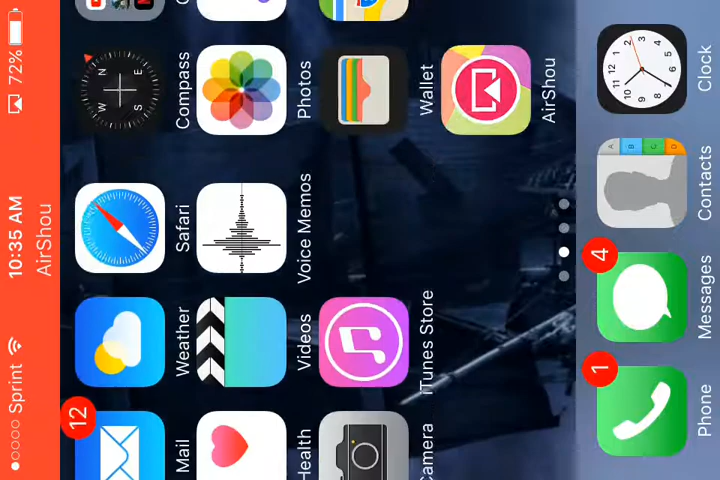 Sprint 10:35 AM 72%
AirShou
12
Mail Weather Safari Compass
Health Videos Voice Memos Photos
Camera iTunes Store Wallet
AirShou
1 4
Phone Messages Contacts Clock